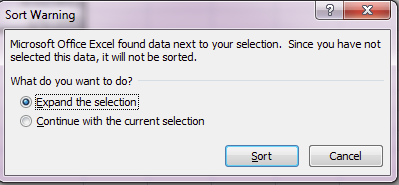 Sort Warning
Microsoft Office Excel found data next to your selection.  Since you have not
selected this data, it will not be sorted.
What do you want to do?
Expand the selection
Continue with the current selection
Sort
Cancel